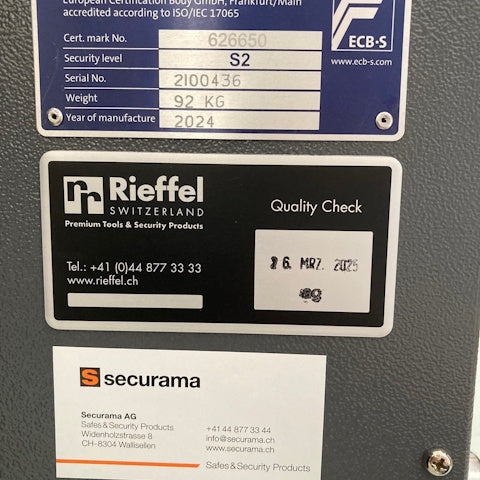 European Certification Body GmbH, Frankfurt/Main
accredited according to ISO/IEC 17065
Cert. mark No. 626650
Security level S2
Serial No. 2100436
Weight 92 KG
Year of manufacture 2024
ECB·S
www.ecb-s.com
Rieffel
SWITZERLAND
Premium Tools & Security Products
Quality Check
Tel.: +41 (0)44 877 33 33
www.rieffel.ch
MRZ. 2025
securama
Securama AG
Safes & Security Products
Widenholzstrasse 8
CH-8304 Wallisellen
+41 44 877 33 44
info@securama.ch
www.securama.ch
Safes & Security Products